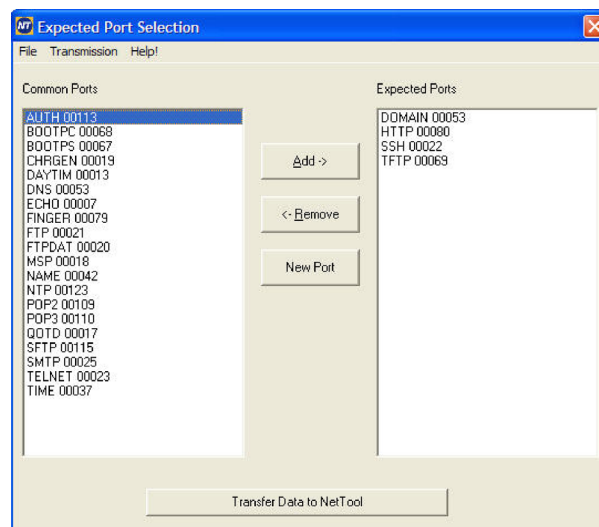 NT Expected Port Selection
File Transmission Help!
Common Ports
AUTH 00113
BOOTPC 00068
BOOTPS 00067
CHRGEN 00019
DAYTIM 00013
DNS 00053
ECHO 00007
FINGER 00079
FTP 00021
FTPDAT 00020
MSP 00018
NAME 00042
NTP 00123
POP2 00109
POP3 00110
QOTD 00017
SFTP 00115
SMTP 00025
TELNET 00023
TIME 00037
Add ->
<- Remove
New Port
Expected Ports
DOMAIN 00053
HTTP 00080
SSH 00022
TFTP 00069
Transfer Data to NetTool